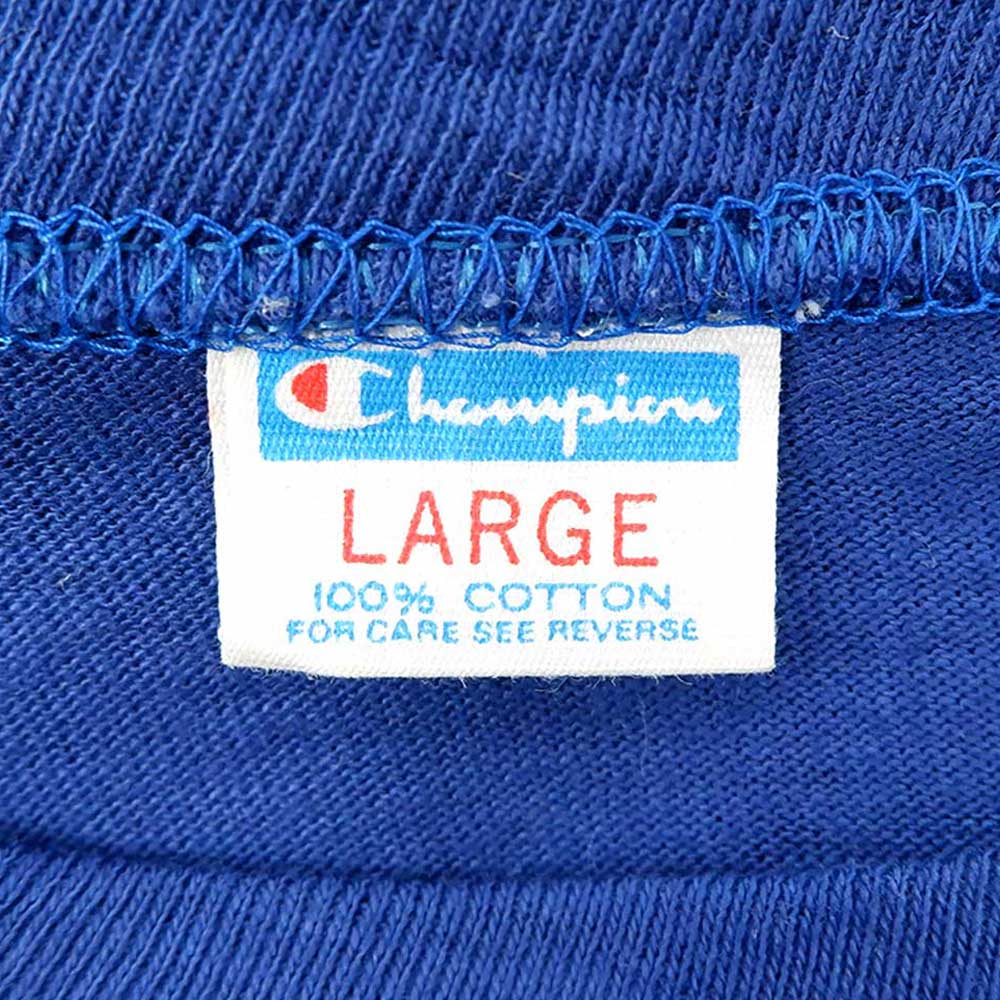 Champion
LARGE
100% COTTON
FOR CARE SEE REVERSE